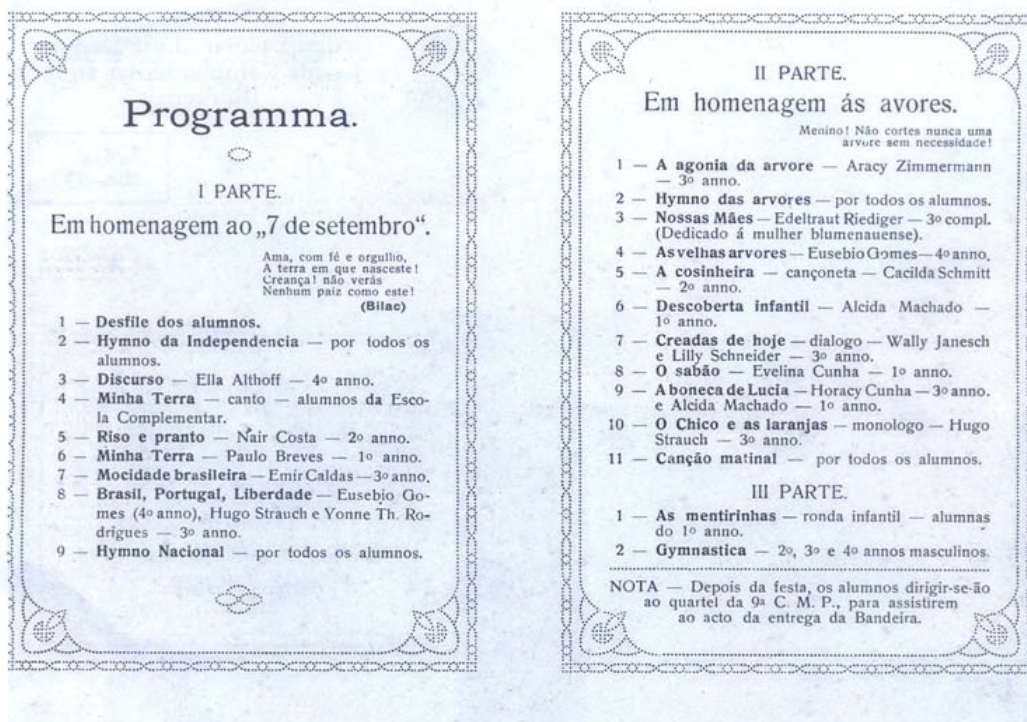 Programma.
I PARTE.
Em homenagem ao „7 de setembro“.
Ama, com fé e orgulho,
A terra em que nasceste!
Creança! não verás
Nenhum paiz como este!
(Bilac)
1 — Desfile dos alumnos.
2 — Hymno da Independencia — por todos os
alumnos.
3 — Discurso — Ella Althoff — 4º anno.
4 — Minha Terra — canto — alumnos da Esco-
la Complementar.
5 — Riso e pranto — Nair Costa — 2º anno.
6 — Minha Terra — Paulo Breves — 1º anno.
7 — Mocidade brasileira — Emir Caldas — 3º anno.
8 — Brasil, Portugal, Liberdade — Eusebio Go-
mes (4º anno), Hugo Strauch e Yonne Th. Ro-
drigues — 3º anno.
9 — Hymno Nacional — por todos os alumnos.
II PARTE.
Em homenagem ás avores.
Menino! Não cortes nunca uma
arvore sem necessidade!
1 — A agonia da arvore — Aracy Zimmermann
— 3º anno.
2 — Hymno das arvores — por todos os alumnos.
3 — Nossas Mães — Edeltraut Riediger — 3º compl.
(Dedicado á mulher blumenauense).
4 — As velhas arvores — Eusebio Gomes — 4º anno.
5 — A cosinheira — cançoneta — Cacilda Schmitt
— 2º anno.
6 — Descoberta infantil — Alcida Machado —
1º anno.
7 — Creadas de hoje — dialogo — Wally Janesch
e Lilly Schneider — 3º anno.
8 — O sabão — Evelina Cunha — 1º anno.
9 — A boneca de Lucia — Horacy Cunha — 3º anno
e Alcida Machado — 1º anno.
10 — O Chico e as laranjas — monologo — Hugo
Strauch — 3º anno.
11 — Canção matinal — por todos os alumnos.
III PARTE.
1 — As mentirinhas — ronda infantil — alumnas
do 1º anno.
2 — Gymnastica — 2º, 3º e 4º annos masculinos.
NOTA — Depois da festa, os alumnos dirigir-se-ão
ao quartel da 9ª C. M. P., para assistirem
ao acto da entrega da Bandeira.